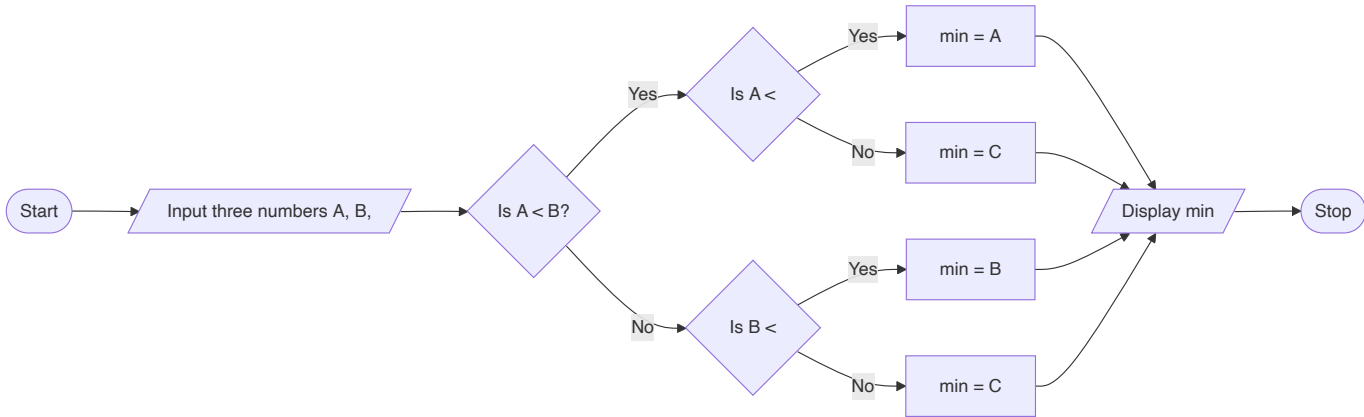 Start
Input three numbers A, B,
Is A < B?
Yes
No
Is A <
Is B <
Yes
No
Yes
No
min = A
min = C
min = B
min = C
Display min
Stop